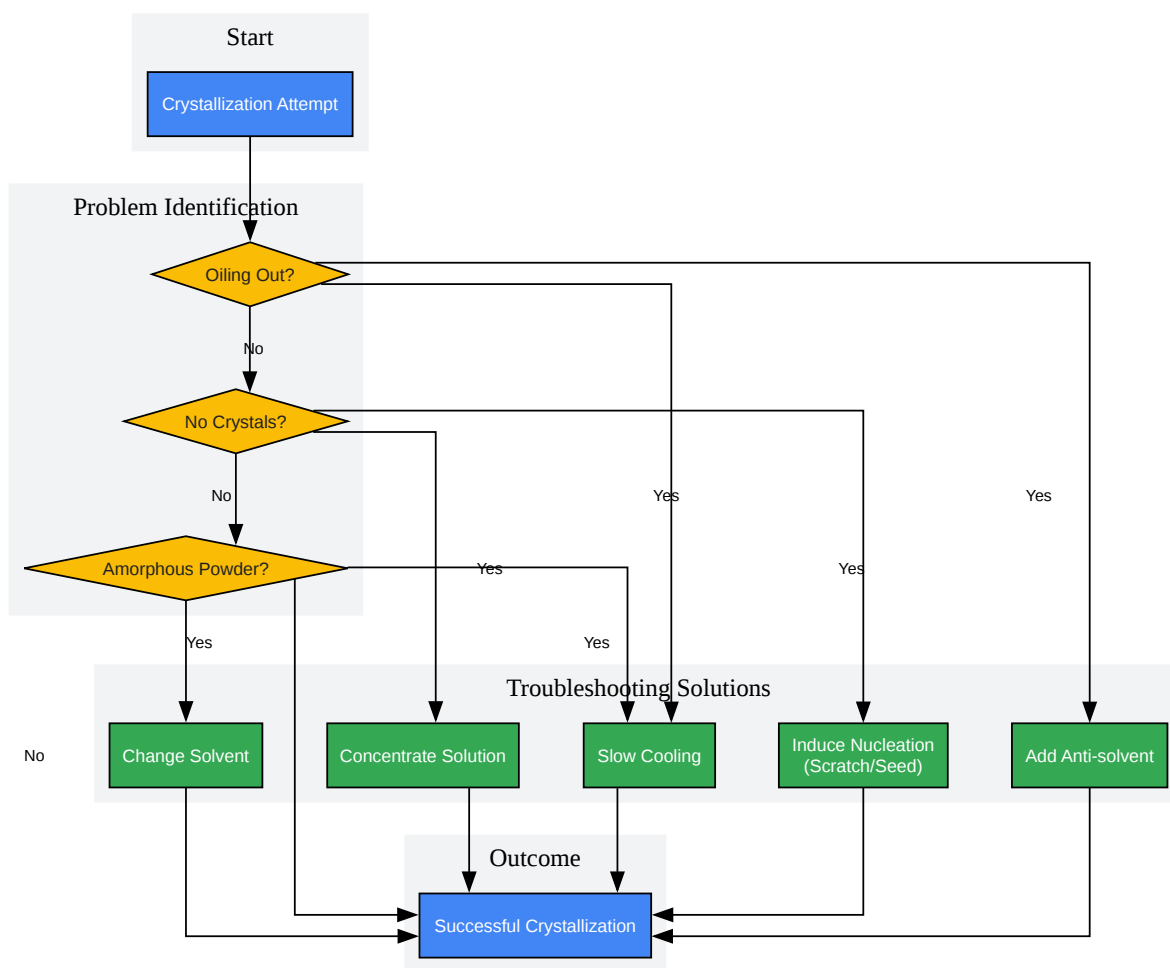 Start
Crystallization Attempt
Problem Identification
Oiling Out?
No
No Crystals?
No
Yes
Yes
Amorphous Powder?
Yes
Yes
Yes
Yes
Troubleshooting Solutions
No
Change Solvent
Concentrate Solution
Slow Cooling
Induce Nucleation
(Scratch/Seed)
Add Anti-solvent
Outcome
Successful Crystallization